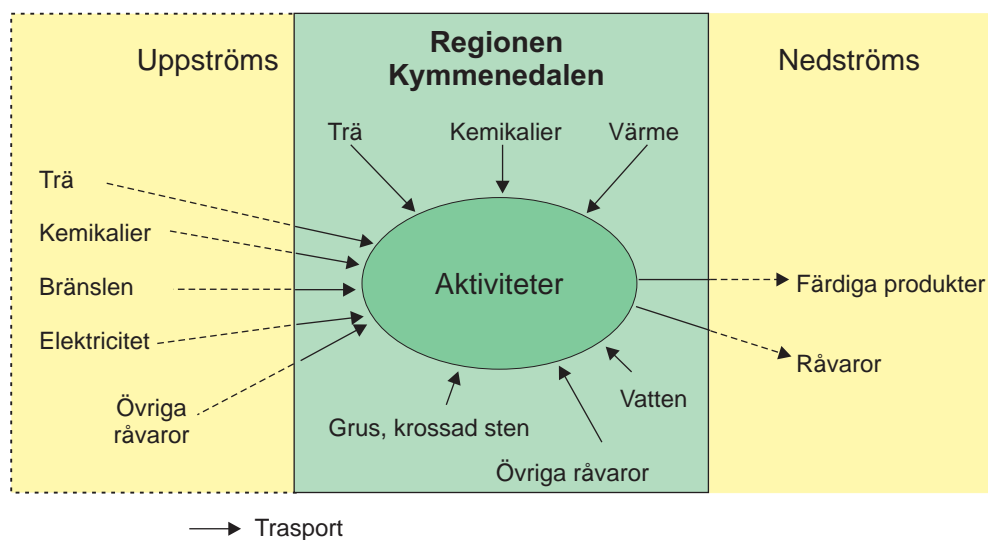 Uppströms
Regionen
Kymmenedalen
Nedströms
Trä
Kemikalier
Värme
Trä
Kemikalier
Bränslen
Elektricitet
Övriga
råvaror
Aktiviteter
Färdiga produkter
Råvaror
Vatten
Grus, krossad sten
Övriga råvaror
Trasport